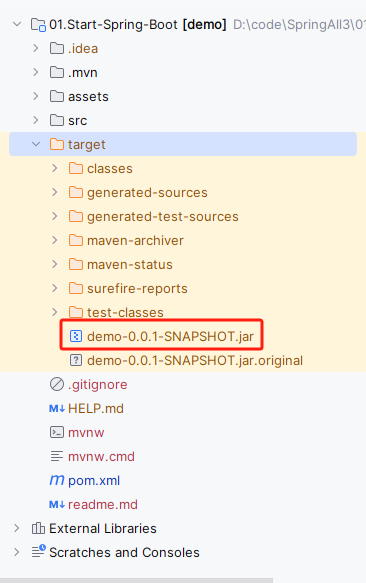 01.Start-Spring-Boot [demo] D:\code\SpringAll3\01
.idea
.mvn
assets
src
target
classes
generated-sources
generated-test-sources
maven-archiver
maven-status
surefire-reports
test-classes
demo-0.0.1-SNAPSHOT.jar
demo-0.0.1-SNAPSHOT.jar.original
.gitignore
HELP.md
mvnw
mvnw.cmd
pom.xml
readme.md
External Libraries
Scratches and Consoles